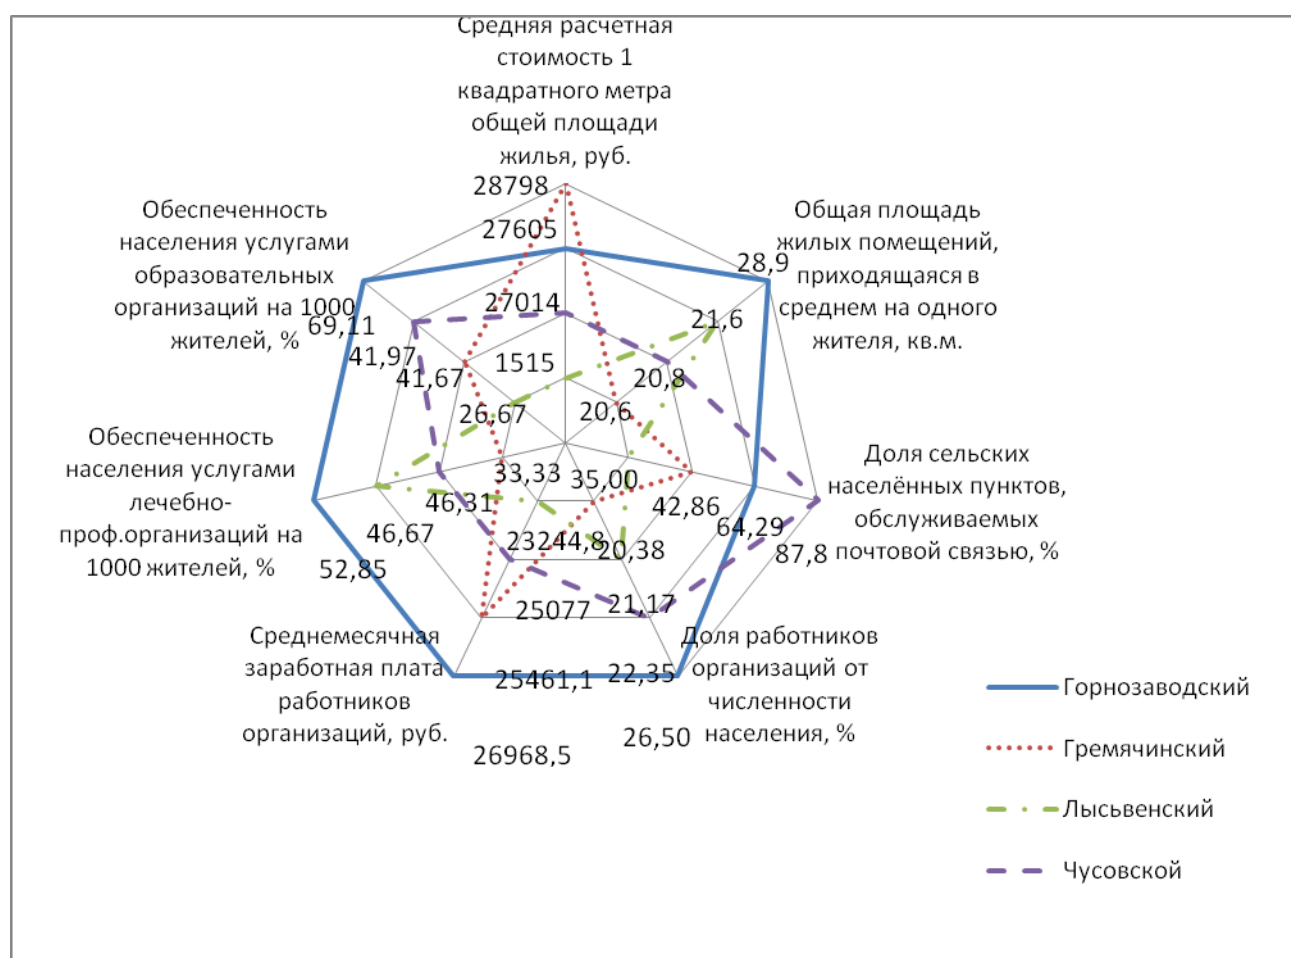 Средняя расчетная
стоимость 1
квадратного метра
общей площади
жилья, руб.
28798
27605
27014
1515
Общая площадь
жилых помещений,
приходящаяся в
среднем на одного
жителя, кв.м.
28,9
21,6
20,8
20,6
Доля сельских
населённых пунктов,
обслуживаемых
почтовой связью, %
35,00
42,86
64,29
87,8
Доля работников
организаций от
численности
населения, %
20,38
21,17
22,35
26,50
Среднемесячная
заработная плата
работников
организаций, руб.
23244,8
25077
25461,1
26968,5
Обеспеченность
населения услугами
лечебно-
проф.организаций на
1000 жителей, %
33,33
46,31
46,67
52,85
Обеспеченность
населения услугами
образовательных
организаций на 1000
жителей, %
69,11
41,97
41,67
26,67
Горнозаводский
Гремячинский
Лысьвенский
Чусовской